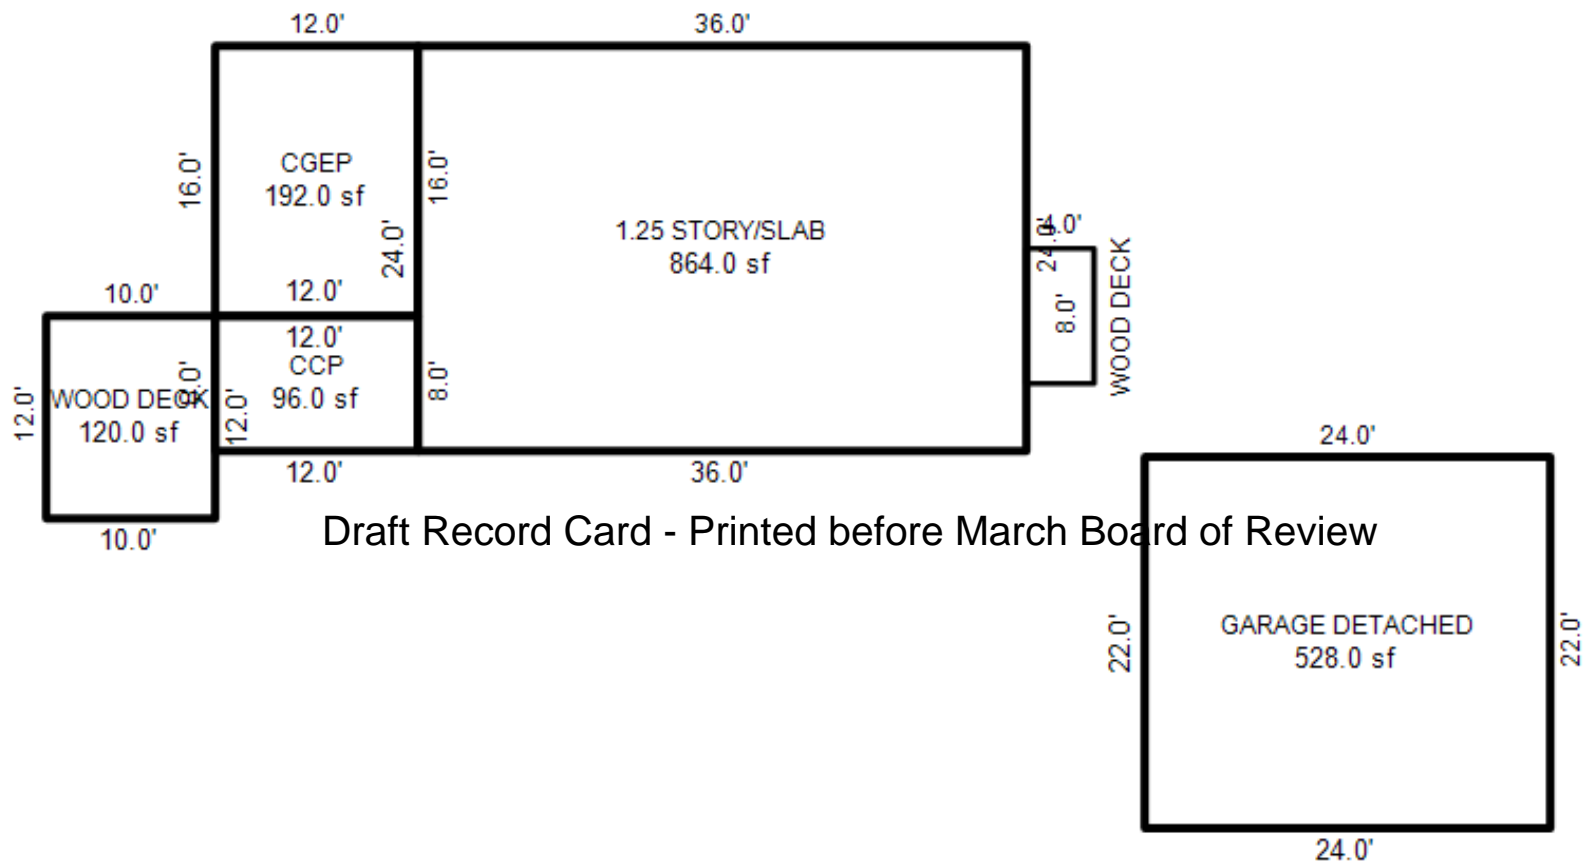 12.0'
36.0'
16.0'
CGEP
192.0 sf
16.0'
24.0'
1.25 STORY/SLAB
864.0 sf
24.0'
4.0'
8.0'
WOOD DECK
10.0'
12.0'
12.0'
CCP
96.0 sf
8.0'
8.0'
12.0'
WOOD DECK
120.0 sf
12.0'
12.0'
36.0'
10.0'
Draft Record Card - Printed before March Board of Review
24.0'
22.0'
GARAGE DETACHED
528.0 sf
22.0'
24.0'